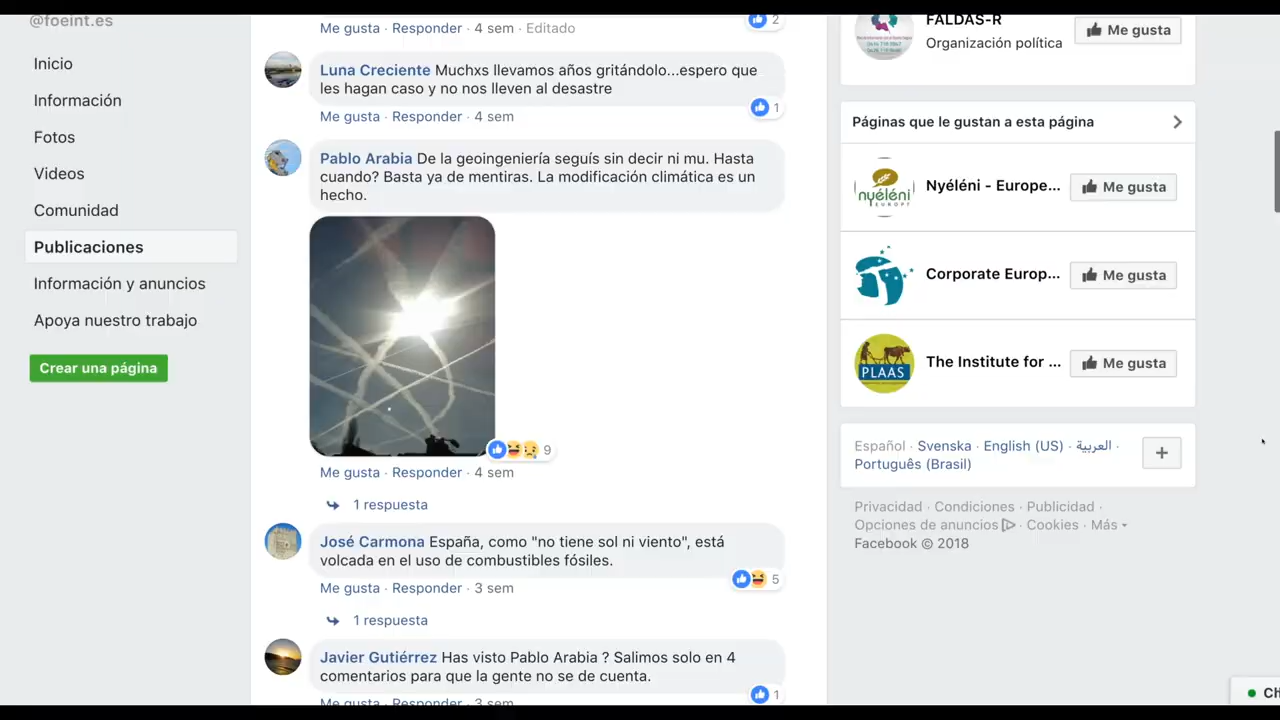 @foeint.es
Inicio
Información
Fotos
Videos
Comunidad
Publicaciones
Información y anuncios
Apoya nuestro trabajo
Crear una página
Me gusta · Responder · 4 sem · Editado
2
Luna Creciente Muchxs llevamos años gritándolo...espero que
les hagan caso y no nos lleven al desastre
1
Me gusta · Responder · 4 sem
Pablo Arabia De la geoingeniería seguís sin decir ni mu. Hasta
cuando? Basta ya de mentiras. La modificación climática es un
hecho.
9
Me gusta · Responder · 4 sem
1 respuesta
José Carmona España, como "no tiene sol ni viento", está
volcada en el uso de combustibles fósiles.
5
Me gusta · Responder · 3 sem
1 respuesta
Javier Gutiérrez Has visto Pablo Arabia ? Salimos solo en 4
comentarios para que la gente no se de cuenta.
1
Me gusta · Responder · 3 sem
FALDAS-R
Organización política
Me gusta
Páginas que le gustan a esta página
nyéléni
EUROPE
Nyéléni - Europe...
Me gusta
Corporate Europ...
Me gusta
PLAAS
The Institute for ...
Me gusta
Español · Svenska · English (US) · العربية ·
Português (Brasil)
+
Privacidad · Condiciones · Publicidad ·
Opciones de anuncios · Cookies · Más
Facebook © 2018